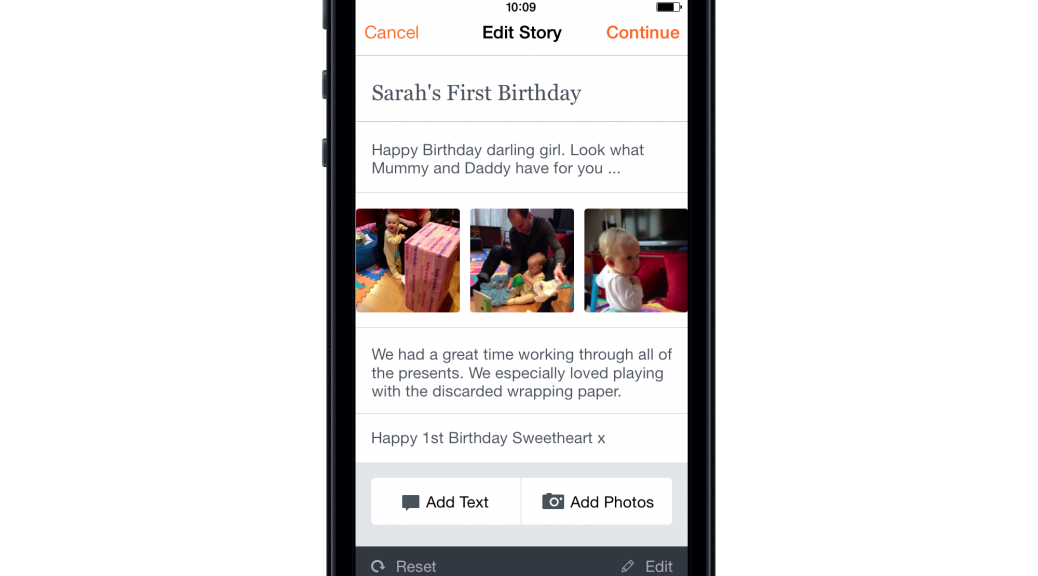 10:09
Cancel Edit Story Continue
Sarah's First Birthday
Happy Birthday darling girl. Look what
Mummy and Daddy have for you ...
We had a great time working through all of
the presents. We especially loved playing
with the discarded wrapping paper.
Happy 1st Birthday Sweetheart x
Add Text Add Photos
Reset Edit